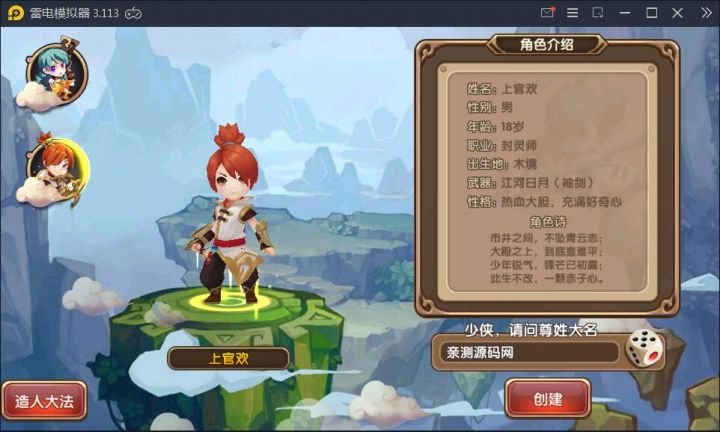 雷电模拟器 3.113
角色介绍
姓名：上官欢
性别：男
年龄：18岁
职业：封灵师
出生地：木境
武器：江河日月（袖剑）
性格：热血大胆，充满好奇心
角色诗
市井之间，不坠青云志；
大殿之上，到底意难平；
少年锐气，锋芒已初露；
此生不改，一颗赤子心。
少侠，请问尊姓大名
亲测源码网
上官欢
造人大法
创建